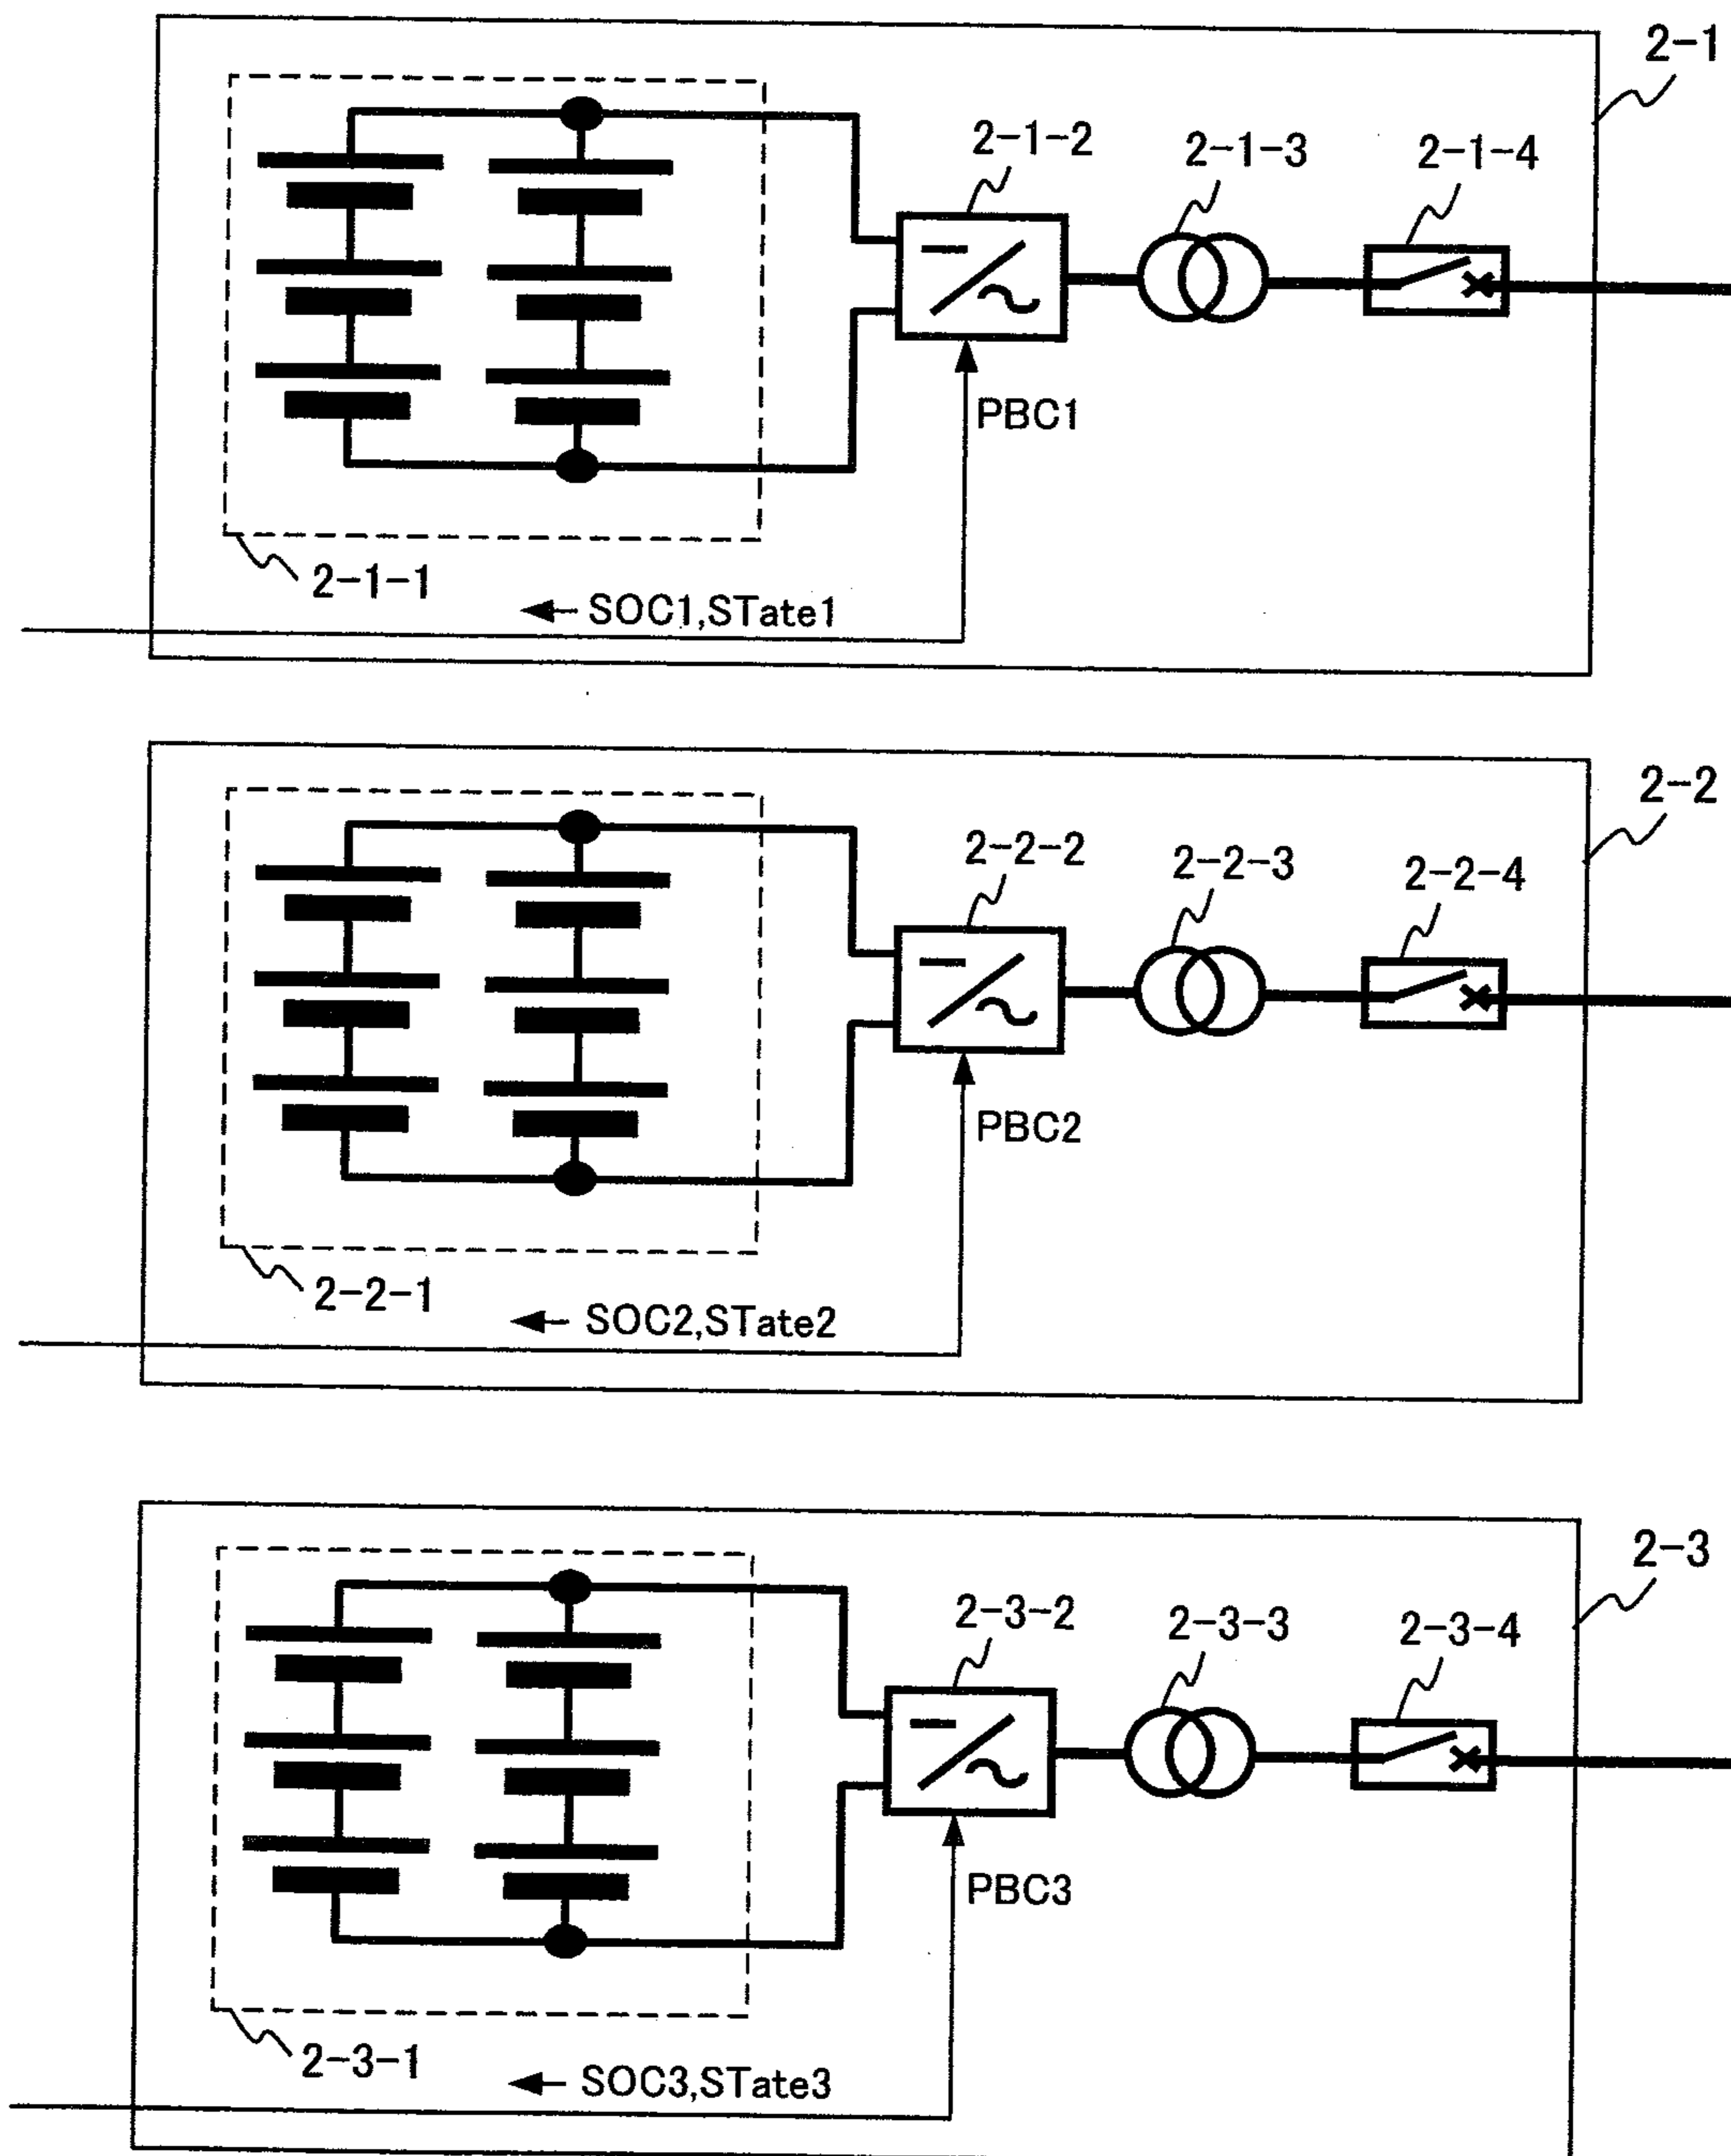 2-1
2-1-2
2-1-3
2-1-4
PBC1
2-1-1
SOC1,STate1
2-2
2-2-2
2-2-3
2-2-4
PBC2
2-2-1
SOC2,STate2
2-3
2-3-2
2-3-3
2-3-4
PBC3
2-3-1
SOC3,STate3